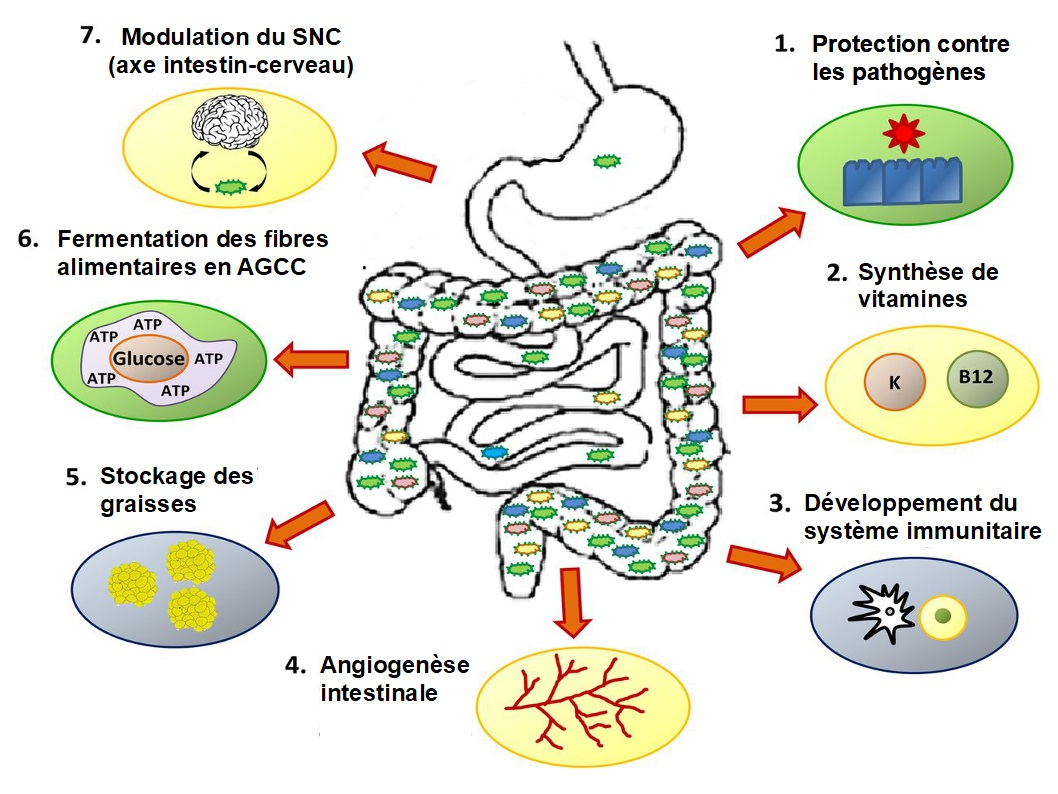 1. Protection contre
les pathogènes
2. Synthèse de
vitamines
K
B12
3. Développement du
système immunitaire
4. Angiogenèse
intestinale
5. Stockage des
graisses
6. Fermentation des fibres
alimentaires en AGCC
ATP
ATP
Glucose
ATP
ATP
ATP
7. Modulation du SNC
(axe intestin-cerveau)